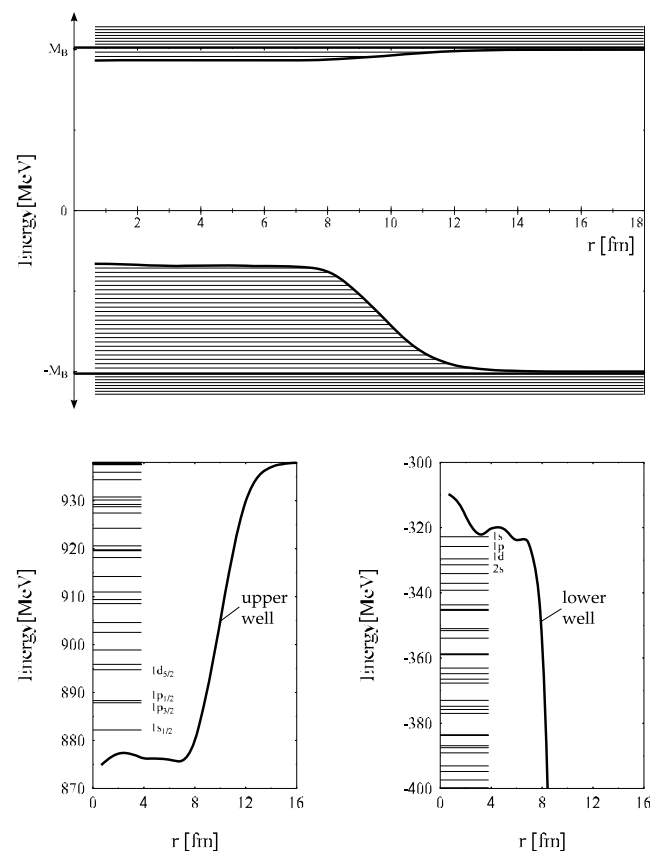 M_B
Energy [MeV]
0
2 4 6 8 10 12 14 16 18
r [fm]
-M_B
930
920
910
900
890
880
870
Energy [MeV]
1d5/2
1p1/2
1p3/2
1s1/2
upper
well
0 4 8 12 16
r [fm]
-300
-320
-340
-360
-380
-400
Energy [MeV]
1s
1p
1d
2s
lower
well
0 4 8 12 16
r [fm]